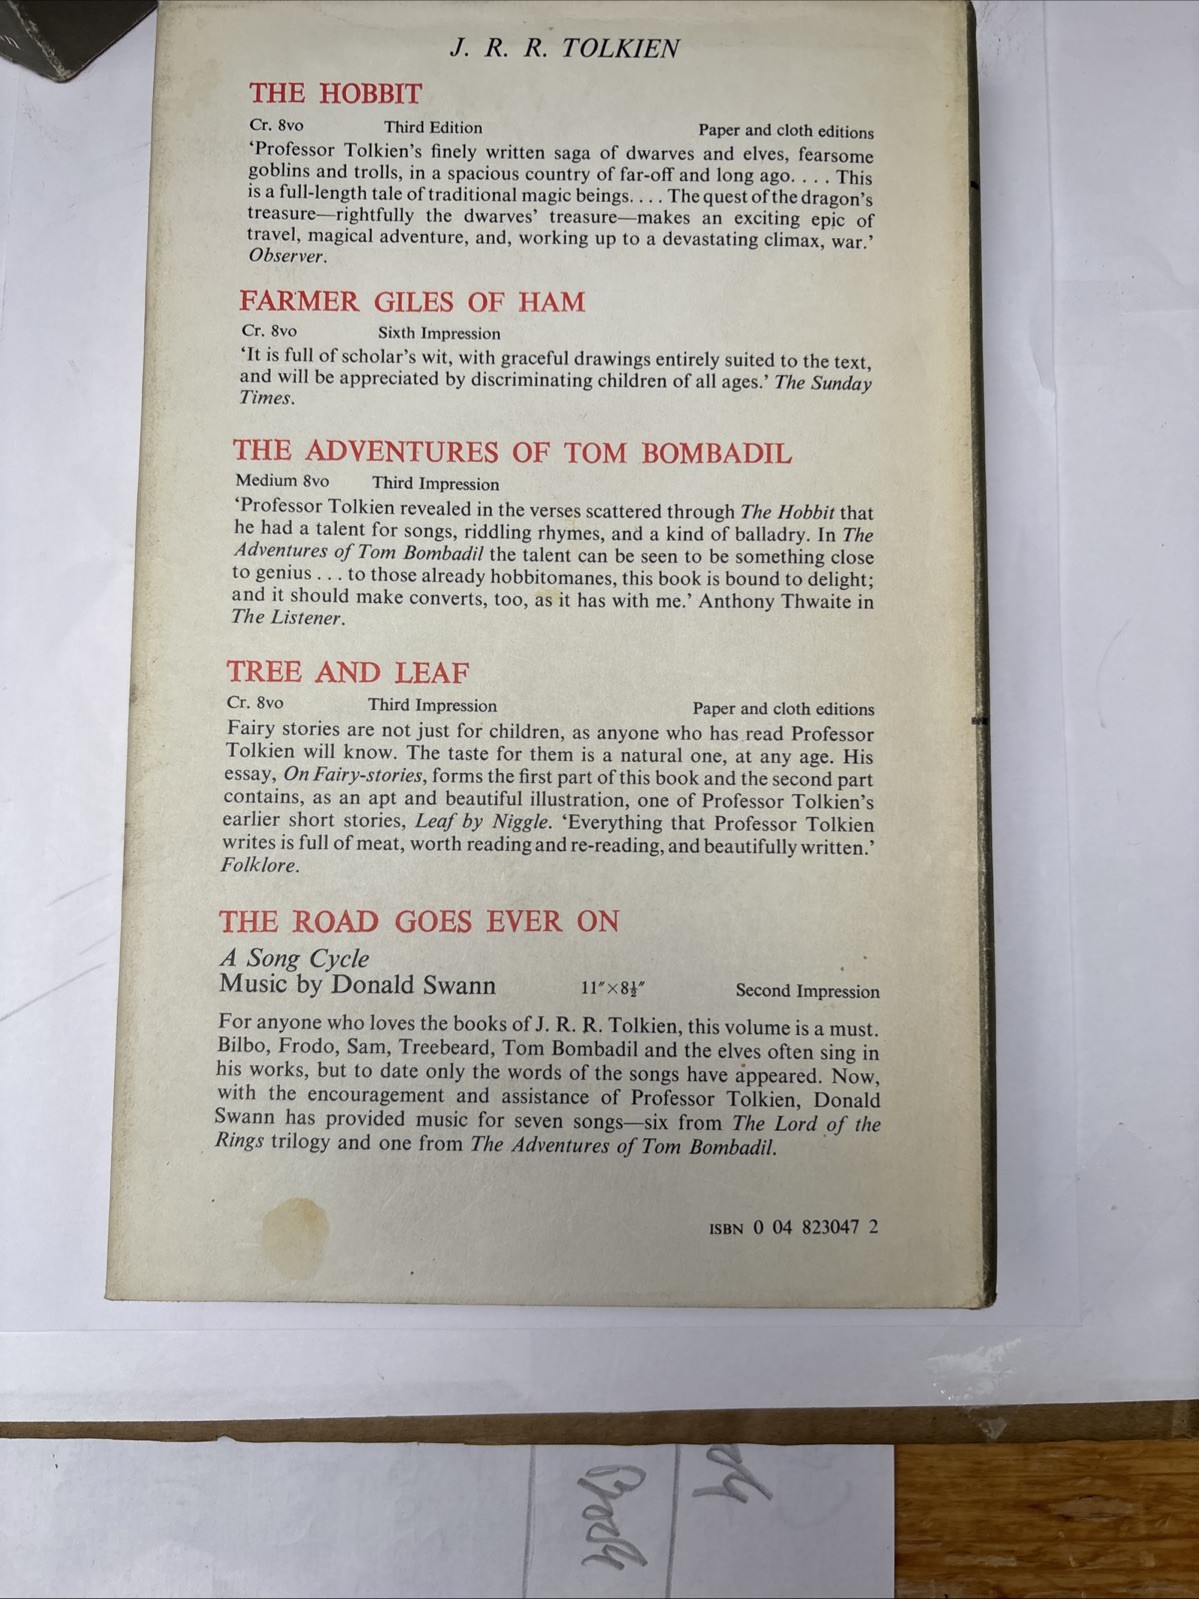 J. R. R. TOLKIEN
THE HOBBIT
Cr. 8vo Third Edition Paper and cloth editions
‘Professor Tolkien’s finely written saga of dwarves and elves, fearsome
goblins and trolls, in a spacious country of far-off and long ago. . . . This
is a full-length tale of traditional magic beings. . . . The quest of the dragon’s
treasure—rightfully the dwarves’ treasure—makes an exciting epic of
travel, magical adventure, and, working up to a devastating climax, war.’
Observer.
FARMER GILES OF HAM
Cr. 8vo Sixth Impression
‘It is full of scholar’s wit, with graceful drawings entirely suited to the text,
and will be appreciated by discriminating children of all ages.’ The Sunday
Times.
THE ADVENTURES OF TOM BOMBADIL
Medium 8vo Third Impression
‘Professor Tolkien revealed in the verses scattered through The Hobbit that
he had a talent for songs, riddling rhymes, and a kind of balladry. In The
Adventures of Tom Bombadil the talent can be seen to be something close
to genius . . . to those already hobbitomanes, this book is bound to delight;
and it should make converts, too, as it has with me.’ Anthony Thwaite in
The Listener.
TREE AND LEAF
Cr. 8vo Third Impression Paper and cloth editions
Fairy stories are not just for children, as anyone who has read Professor
Tolkien will know. The taste for them is a natural one, at any age. His
essay, On Fairy-stories, forms the first part of this book and the second part
contains, as an apt and beautiful illustration, one of Professor Tolkien’s
earlier short stories, Leaf by Niggle. ‘Everything that Professor Tolkien
writes is full of meat, worth reading and re-reading, and beautifully written.’
Folklore.
THE ROAD GOES EVER ON
A Song Cycle
Music by Donald Swann 11″×8½″ Second Impression
For anyone who loves the books of J. R. R. Tolkien, this volume is a must.
Bilbo, Frodo, Sam, Treebeard, Tom Bombadil and the elves often sing in
his works, but to date only the words of the songs have appeared. Now,
with the encouragement and assistance of Professor Tolkien, Donald
Swann has provided music for seven songs—six from The Lord of the
Rings trilogy and one from The Adventures of Tom Bombadil.
ISBN 0 04 823047 2